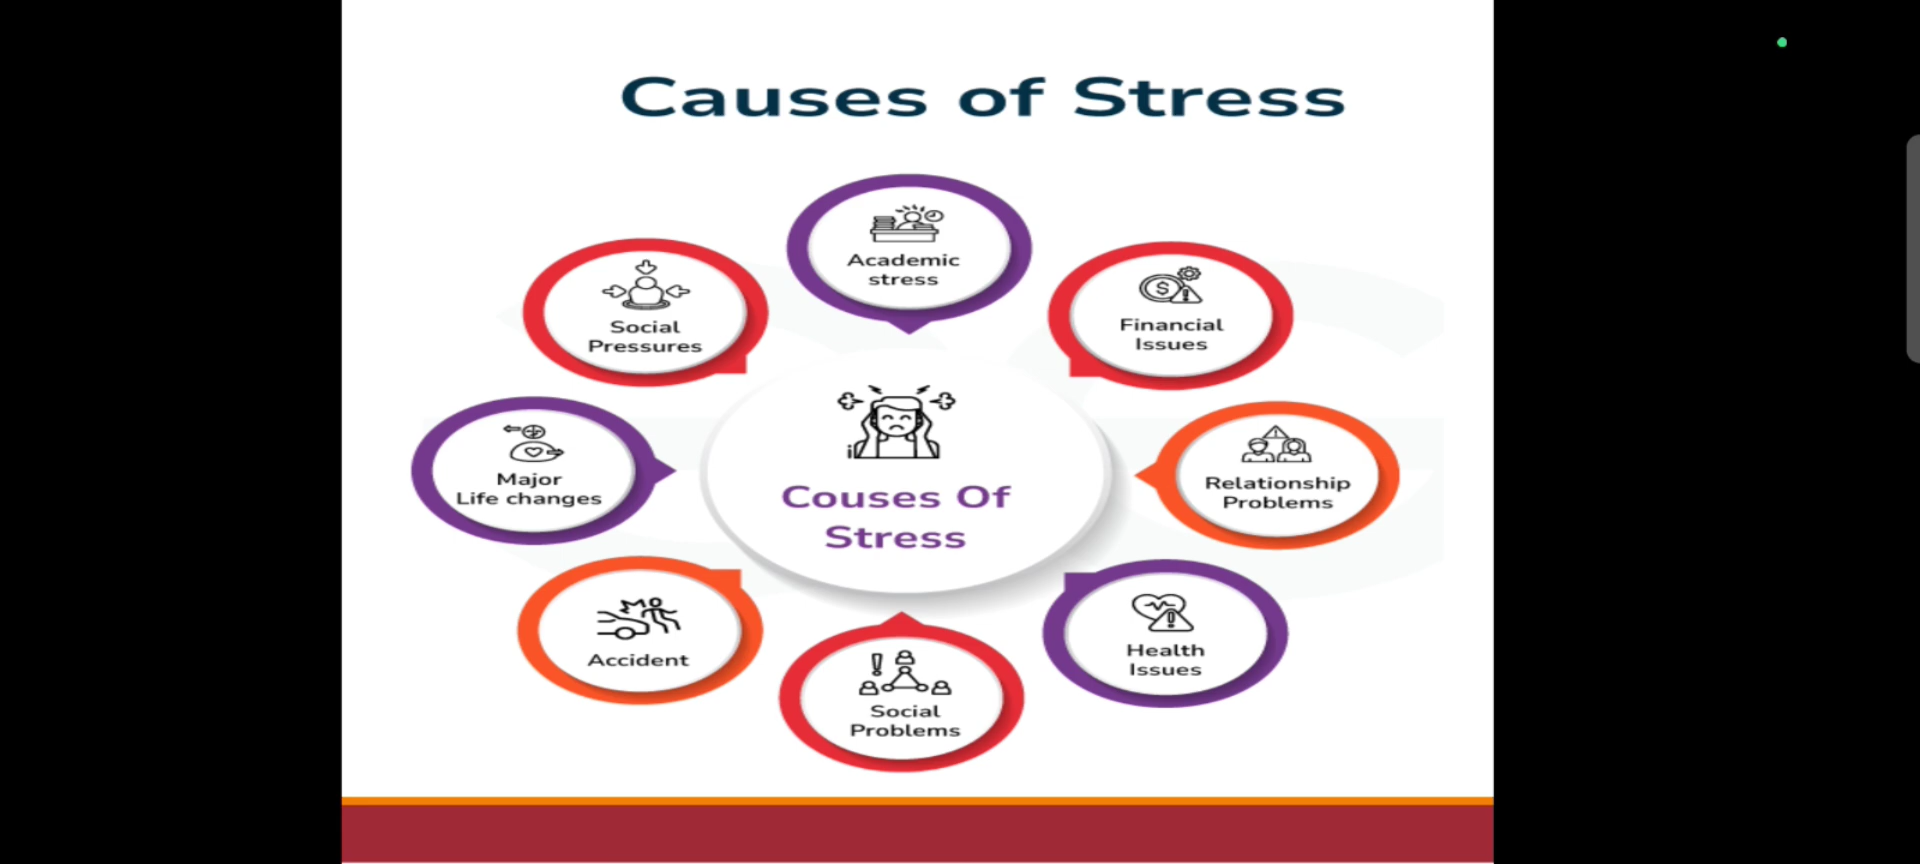 Causes of Stress
Academic
stress
Financial
Issues
Relationship
Problems
Health
Issues
Social
Problems
Accident
Major
Life changes
Social
Pressures
Couses Of
Stress